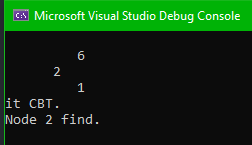 Microsoft Visual Studio Debug Console
6
2
1
it CBT.
Node 2 find.